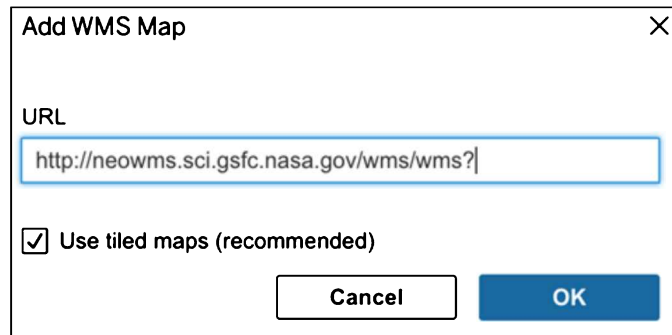 Add WMS Map
URL
http://neowms.sci.gsfc.nasa.gov/wms/wms?
Use tiled maps (recommended)
Cancel OK